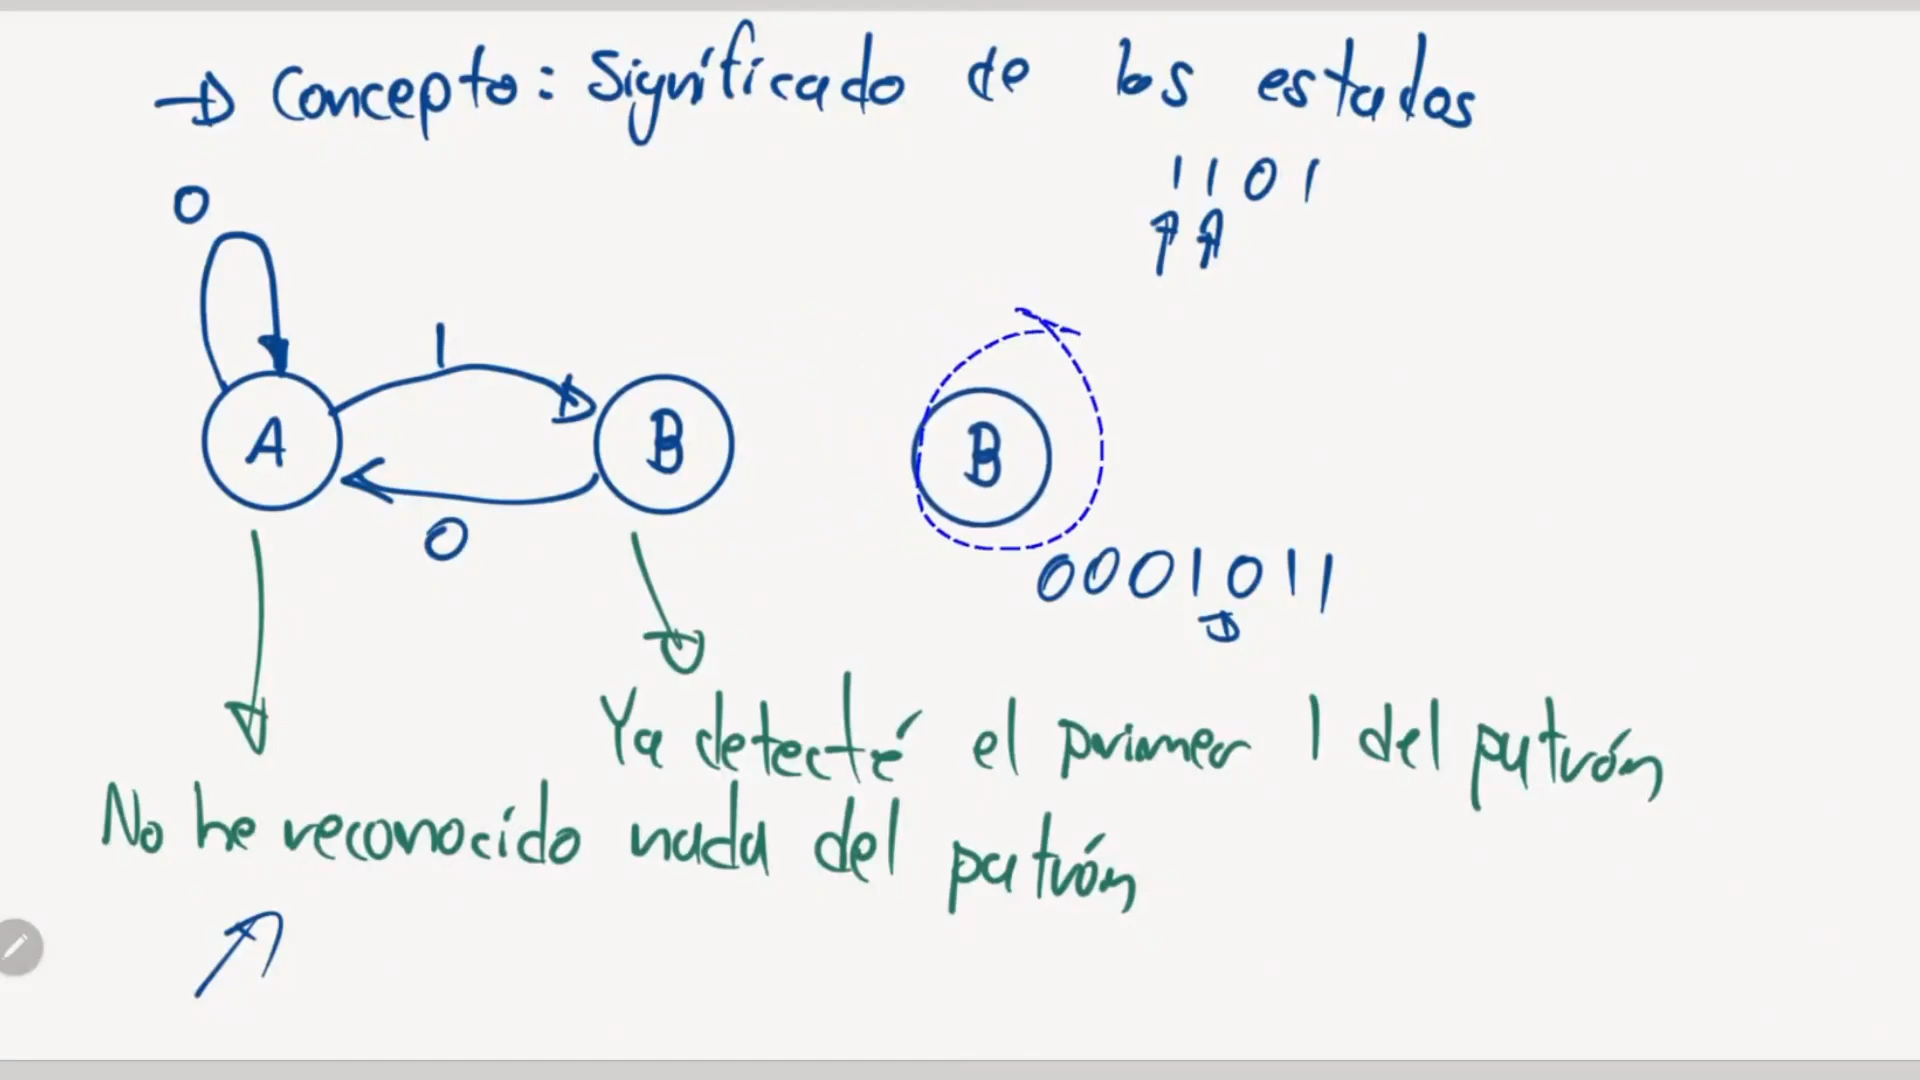 → Concepto: Significado de los estados
1101
0
1
A
B
B
0
0001011
Ya detecté el primer 1 del patrón
No he reconocido nada del patrón